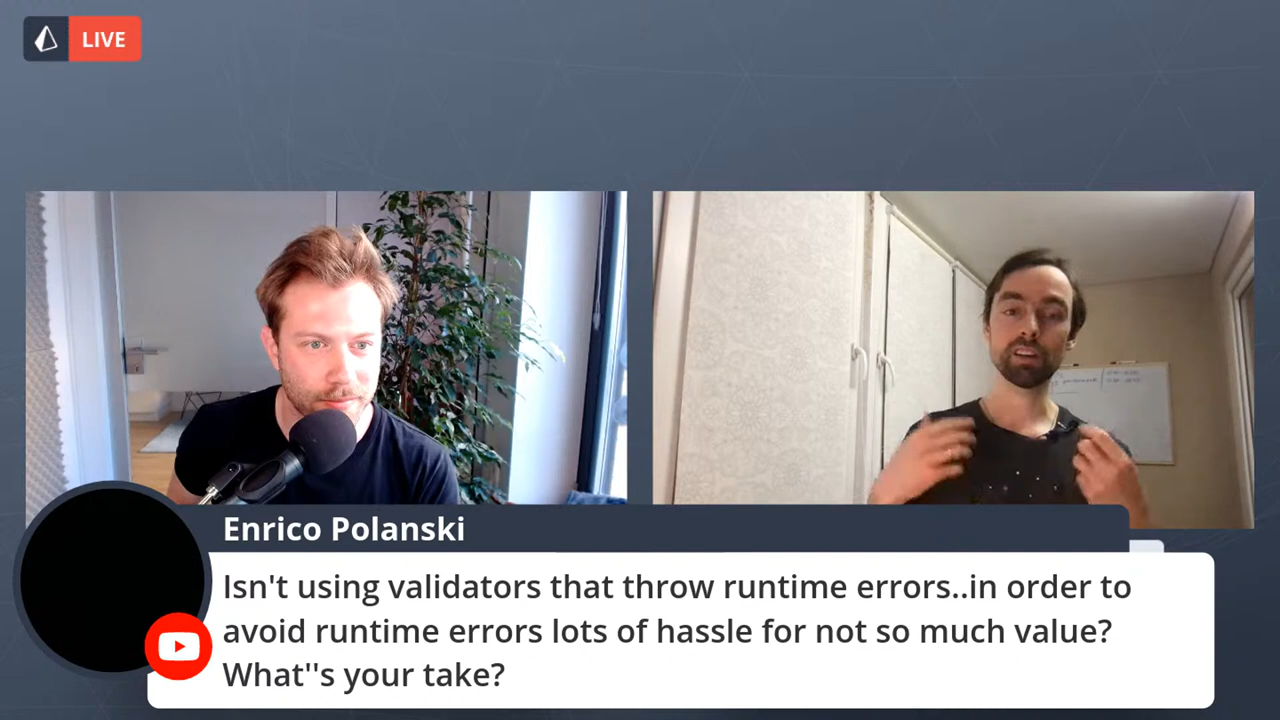 LIVE
Enrico Polanski
Isn't using validators that throw runtime errors..in order to
avoid runtime errors lots of hassle for not so much value?
What''s your take?